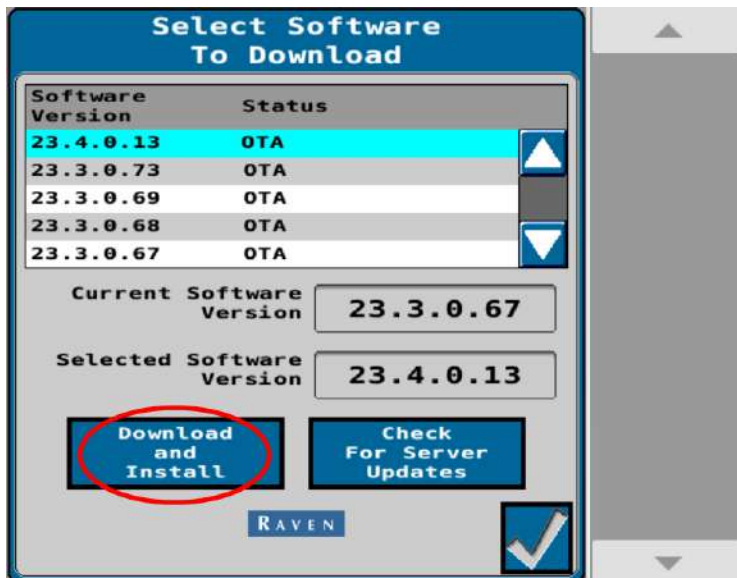 Select Software
To Download
Software
Version
Status
23.4.0.13 OTA
23.3.0.73 OTA
23.3.0.69 OTA
23.3.0.68 OTA
23.3.0.67 OTA
Current Software
Version
23.3.0.67
Selected Software
Version
23.4.0.13
Download
and
Install
Check
For Server
Updates
RAVEN